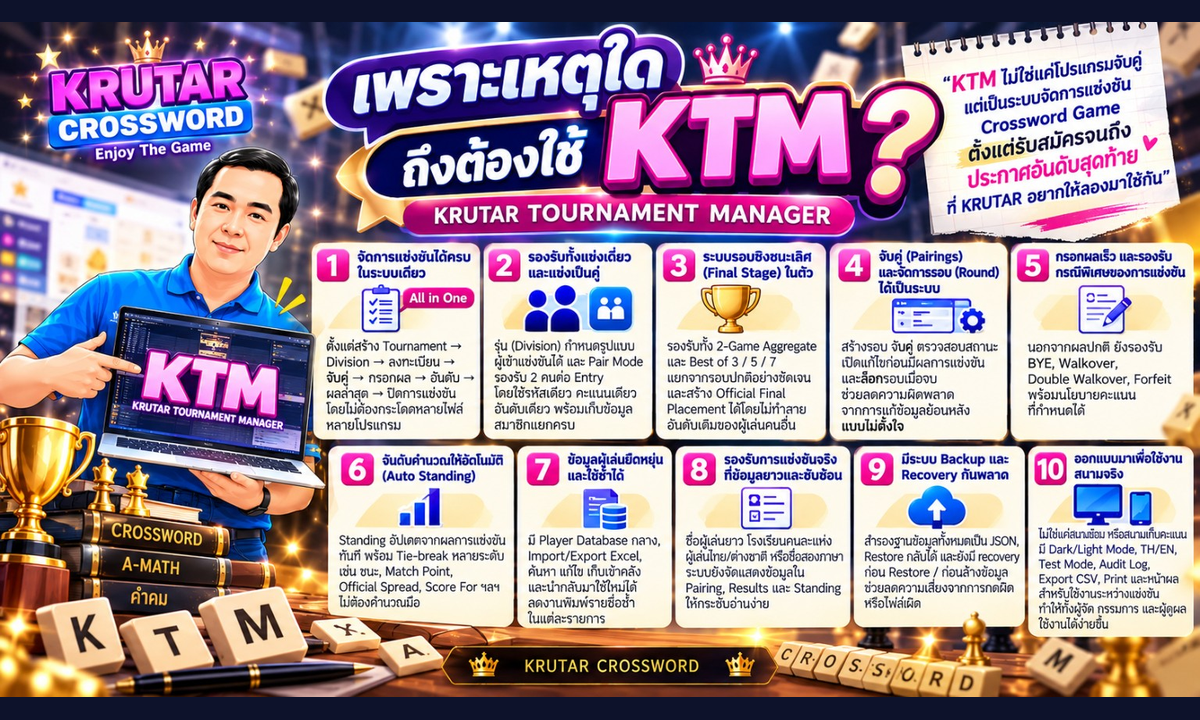 KRUTAR
CROSSWORD
Enjoy The Game
เพราะเหตุใด
ถึงต้องใช้
KTM?
KRUTAR TOURNAMENT MANAGER
“KTM ไม่ใช่แค่โปรแกรมจับคู่
แต่เป็นระบบจัดการแข่งขัน
Crossword Game
ตั้งแต่รับสมัครจนถึง
ประกาศอันดับสุดท้าย
ที่ KRUTAR อยากให้ลองมาใช้กัน”
KTM
KRUTAR TOURNAMENT MANAGER
1
จัดการแข่งขันได้ครบ
ในระบบเดียว
All in One
ตั้งแต่สร้าง Tournament →
Division → ลงทะเบียน →
จับคู่ → กรอกผล → อันดับ →
ผลล่าสุด → ปิดการแข่งขัน
โดยไม่ต้องกระโดดหลายไฟล์
หลายโปรแกรม
2
รองรับทั้งแข่งเดี่ยว
และแข่งเป็นคู่
รุ่น (Division) กำหนดรูปแบบ
ผู้เข้าแข่งขันได้ และ Pair Mode
รองรับ 2 คนต่อ Entry
โดยใช้รหัสเดียว คะแนนเดียว
อันดับเดียว พร้อมเก็บข้อมูล
สมาชิกแยกครบ
3
ระบบรอบชิงชนะเลิศ
(Final Stage) ในตัว
รองรับทั้ง 2-Game Aggregate
และ Best of 3 / 5 / 7
แยกจากรอบปกติอย่างชัดเจน
และสร้าง Official Final
Placement ได้โดยไม่ทำลาย
อันดับเดิมของผู้เล่นคนอื่น
4
จับคู่ (Pairings)
และจัดการรอบ (Round)
ได้เป็นระบบ
สร้างรอบ จับคู่ ตรวจสอบสถานะ
เปิดแก้ไขก่อนมีผลการแข่งขัน
และล็อกรอบเมื่อจบ
ช่วยลดความผิดพลาด
จากการแก้ข้อมูลย้อนหลัง
แบบไม่ตั้งใจ
5
กรอกผลเร็ว และรองรับ
กรณีพิเศษของการแข่งขัน
นอกจากผลปกติ ยังรองรับ
BYE, Walkover,
Double Walkover, Forfeit
พร้อมนโยบายคะแนน
ที่กำหนดได้
6
จันดับคำนวณให้อัตโนมัติ
(Auto Standing)
Standing อัปเดตจากผลการแข่งขัน
ทันที พร้อม Tie-break หลายระดับ
เช่น ชนะ, Match Point,
Official Spread, Score For ฯลฯ
ไม่ต้องคำนวณมือ
7
ข้อมูลผู้เล่นยืดหยุ่น
และใช้ซ้ำได้
มี Player Database กลาง,
Import/Export Excel,
ค้นหา แก้ไข เก็บเข้าคลัง
และนำกลับมาใช้ใหม่ได้
ลดงานพิมพ์รายชื่อซ้ำ
ในแต่ละรายการ
8
รองรับการแข่งขันจริง
ที่ข้อมูลยาวและซับซ้อน
ชื่อผู้เล่นยาว โรงเรียนคนละแห่ง
ผู้เล่นไทย/ต่างชาติ หรือชื่อสองภาษา
ระบบยังจัดแสดงข้อมูลใน
Pairing, Results และ Standing
ให้กระชับอ่านง่าย
9
มีระบบ Backup และ
Recovery กันพลาด
สำรองฐานข้อมูลทั้งหมดเป็น JSON,
Restore กลับได้ และยังมี recovery
ก่อน Restore / ก่อนล้างข้อมูล
ช่วยลดความเสี่ยงจากการกดผิด
หรือไฟล์เผิด
10
ออกแบบมาเพื่อใช้งาน
สนามจริง
ไม่ใช่แค่สนามซ้อม หรือสนามเก็บคะแนน
มี Dark/Light Mode, TH/EN,
Test Mode, Audit Log,
Export CSV, Print และหน้าผล
สำหรับใช้งานระหว่างแข่งขัน
ทำให้ทั้งผู้จัด กรรมการ และผู้ดูผล
ใช้งานได้ง่ายขึ้น
CROSSWORD
A-MATH
คำคม
K T M
X
A
KRUTAR CROSSWORD
CROSSWORD
M